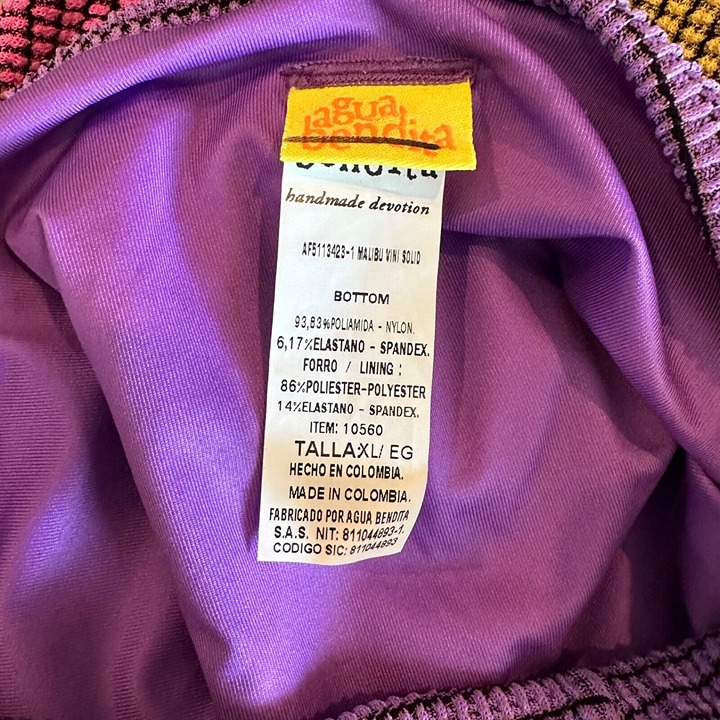 agua
bendita
bendita
handmade devotion
AF5113423-1 MALIBU VINI SOLID
BOTTOM
93,83%POLIAMIDA - NYLON.
6,17%ELASTANO - SPANDEX.
FORRO / LINING :
86%POLIESTER-POLYESTER
14%ELASTANO - SPANDEX.
ITEM: 10560
TALLA:XL/ EG
HECHO EN COLOMBIA.
MADE IN COLOMBIA.
FABRICADO POR AGUA BENDITA
S.A.S. NIT: 811044893-1.
CODIGO SIC: 811044893